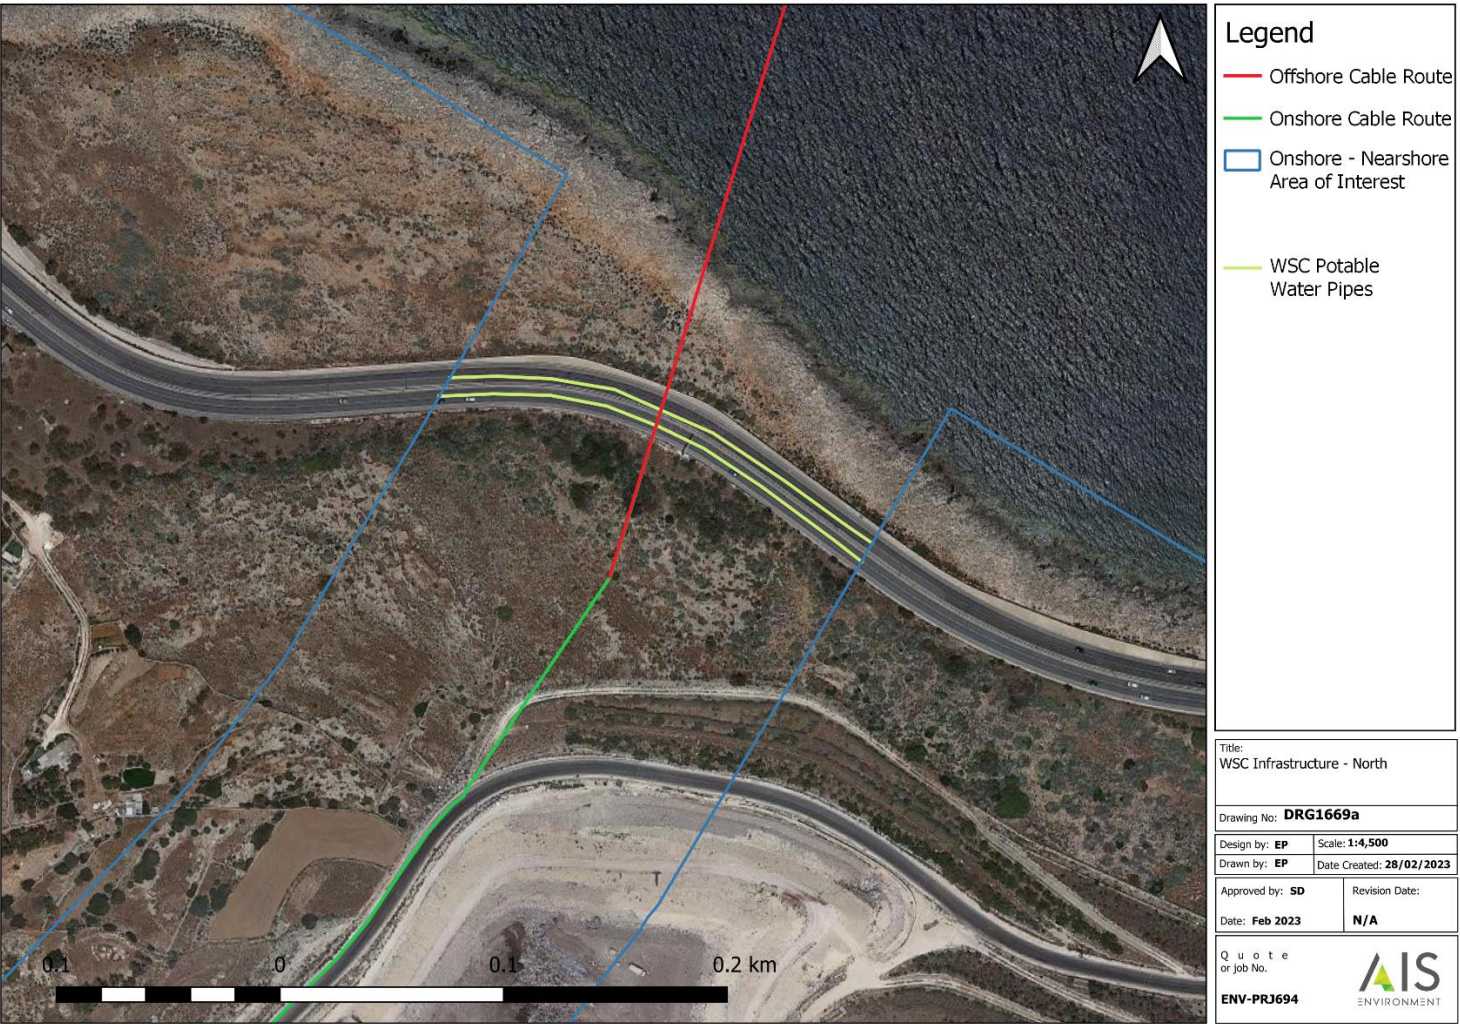 Legend
Offshore Cable Route
Onshore Cable Route
Onshore - Nearshore
Area of Interest
WSC Potable
Water Pipes
0.1 0 0.1 0.2 km
Title:
WSC Infrastructure - North
Drawing No: DRG1669a
Design by: EP Scale: 1:4,500
Drawn by: EP Date Created: 28/02/2023
Approved by: SD Revision Date:
Date: Feb 2023 N/A
Q u o t e
or job No.
ENV-PRJ694
AIS
ENVIRONMENT